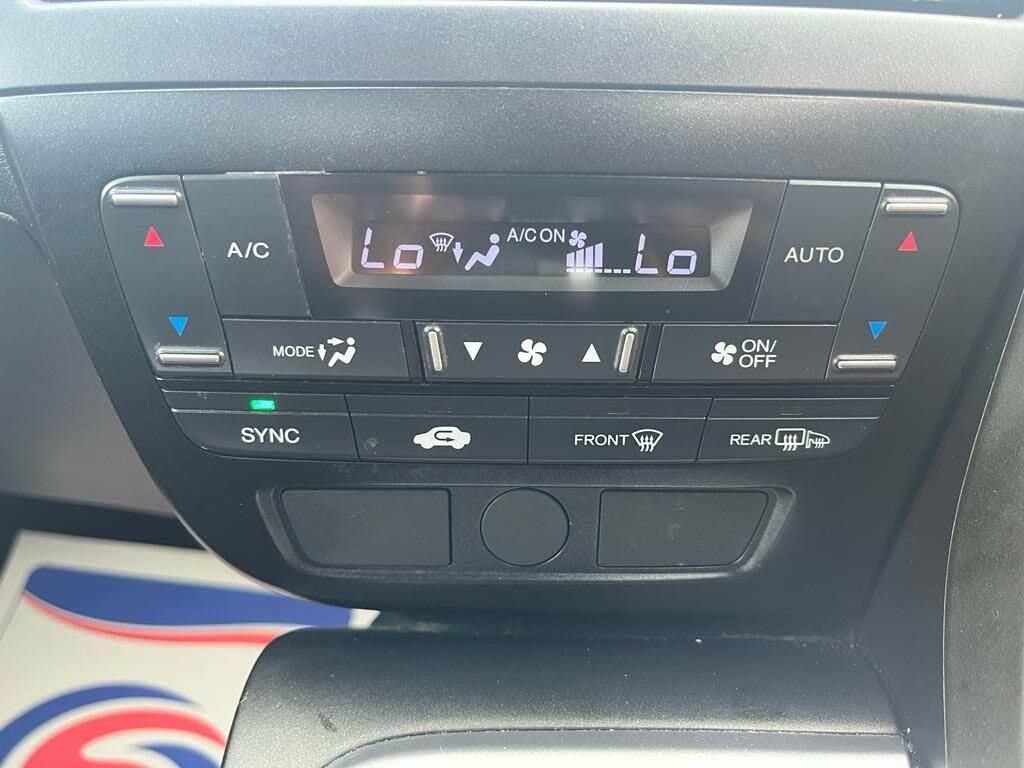 A/C
Lo A/C ON Lo
AUTO
MODE
ON/
OFF
SYNC
FRONT
REAR